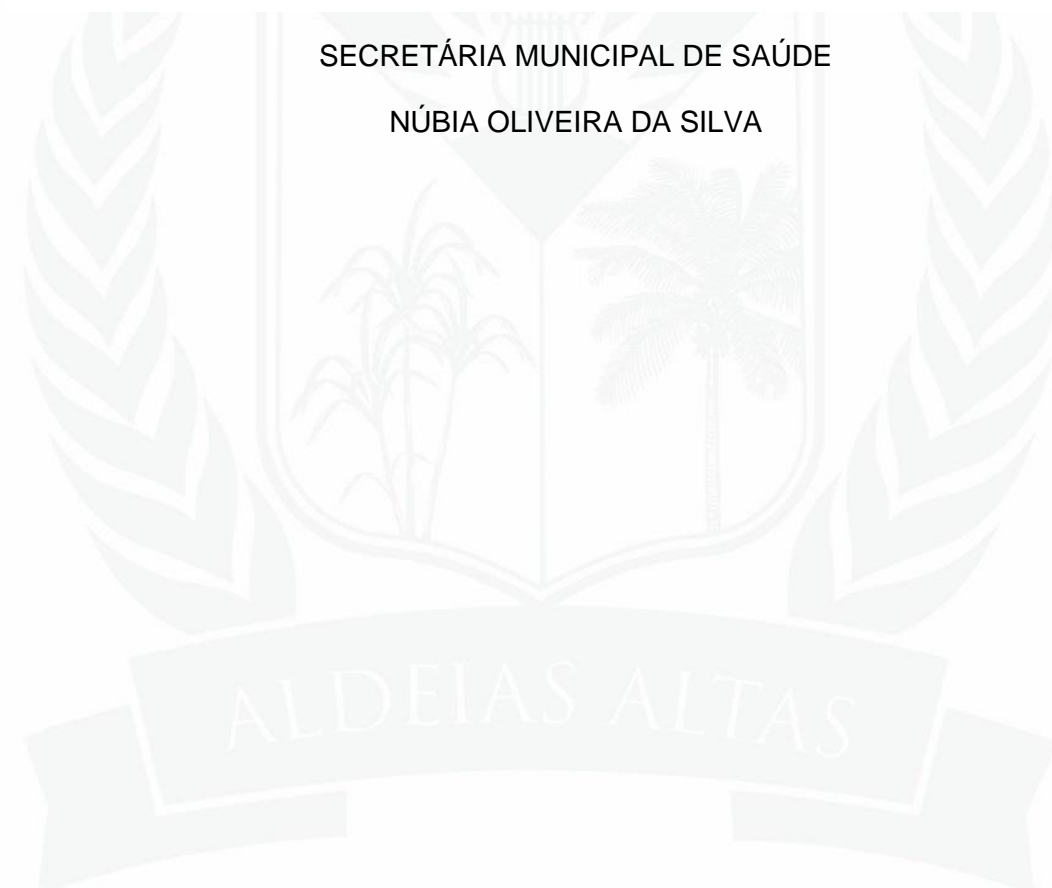 SECRETÁRIA MUNICIPAL DE SAÚDE
NÚBIA OLIVEIRA DA SILVA
ALDEIAS ALTAS